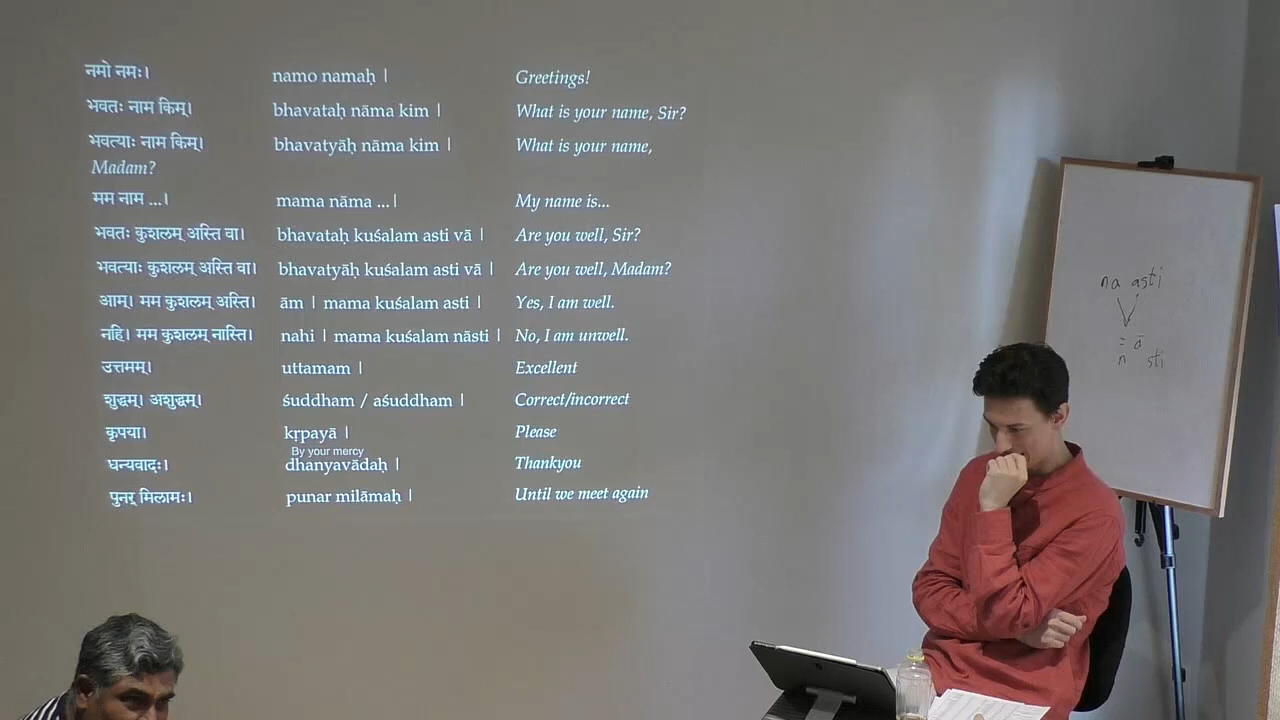 नमो नमः। namo namaḥ | Greetings!
भवतः नाम किम्। bhavataḥ nāma kim | What is your name, Sir?
भवत्याः नाम किम्। bhavatyāḥ nāma kim | What is your name,
Madam?
मम नाम ...। mama nāma ... | My name is...
भवतः कुशलम् अस्ति वा। bhavataḥ kuśalam asti vā | Are you well, Sir?
भवत्याः कुशलम् अस्ति वा। bhavatyāḥ kuśalam asti vā | Are you well, Madam?
आम्। मम कुशलम् अस्ति। ām | mama kuśalam asti | Yes, I am well.
नहि। मम कुशलम् नास्ति। nahi | mama kuśalam nāsti | No, I am unwell.
उत्तमम्। uttamam | Excellent
शुद्धम्। अशुद्धम्। śuddham / aśuddham | Correct/incorrect
कृपया। kṛpayā | Please
By your mercy
धन्यवादः। dhanyavādaḥ | Thankyou
पुनर् मिलामः। punar milāmaḥ | Until we meet again
na asti
= ā
n sti